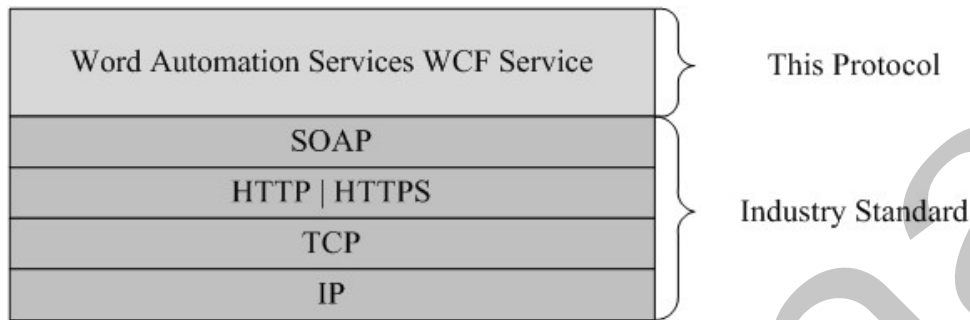 Word Automation Services WCF Service
This Protocol
SOAP
HTTP | HTTPS
Industry Standard
TCP
IP